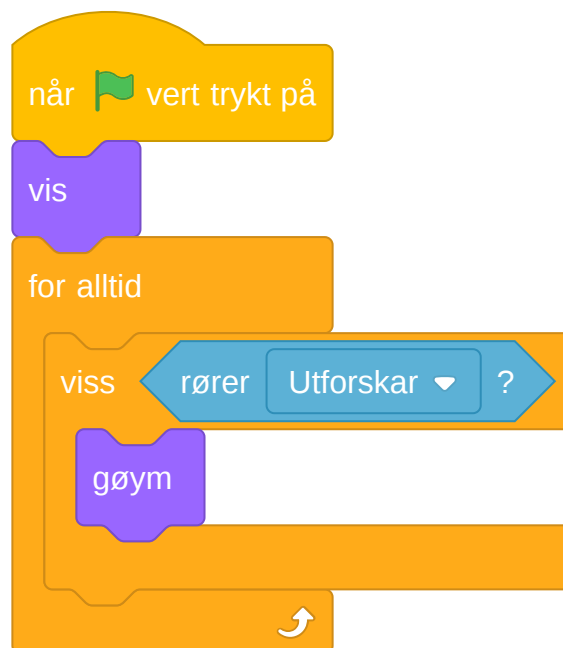 når vert trykt på
vis
for alltid
viss rører Utforskar ?
gøym